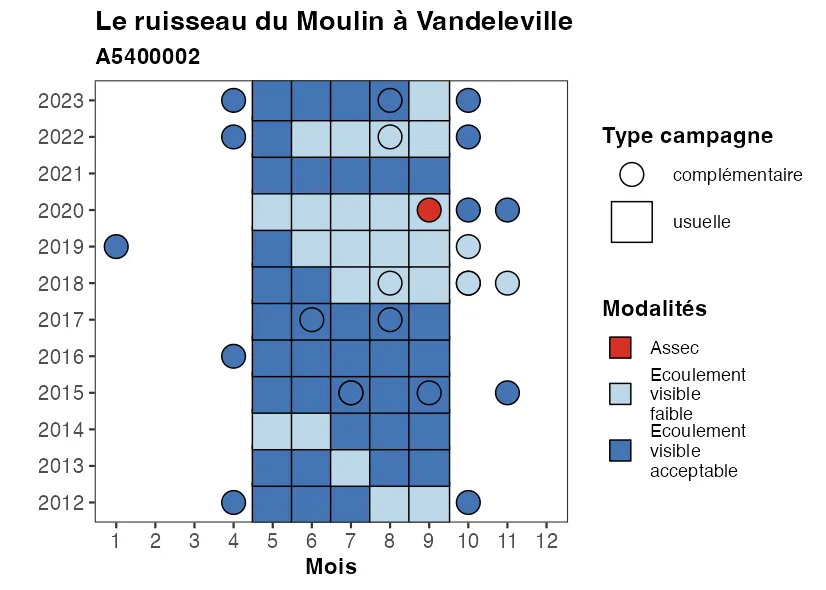 Le ruisseau du Moulin à Vandeleville
A5400002
2023
2022
2021
2020
2019
2018
2017
2016
2015
2014
2013
2012
1 2 3 4 5 6 7 8 9 10 11 12
Mois
Type campagne
complémentaire
usuelle
Modalités
Assec
Ecoulement
visible
faible
Ecoulement
visible
acceptable